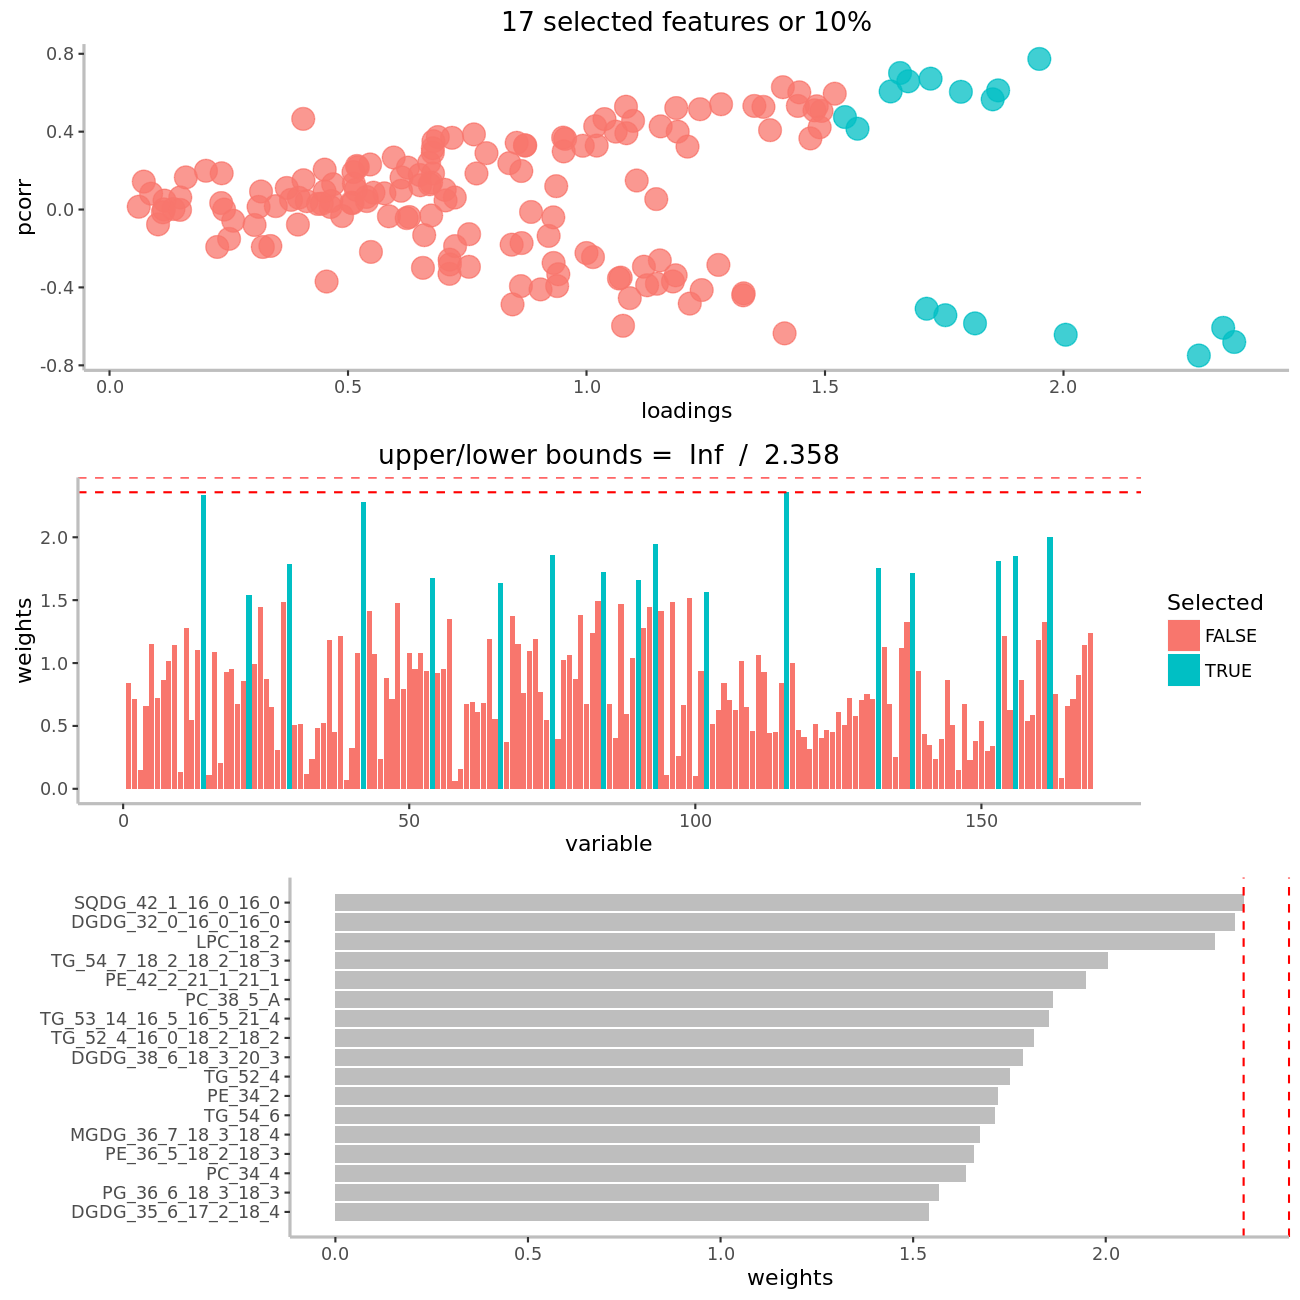 17 selected features or 10%
0.8
0.4
0.0
-0.4
-0.8
pcorr
0.0 0.5 1.0 1.5 2.0
loadings
upper/lower bounds =  Inf  /  2.358
2.0
1.5
1.0
0.5
0.0
weights
0 50 100 150
variable
Selected
FALSE
TRUE
SQDG_42_1_16_0_16_0
DGDG_32_0_16_0_16_0
LPC_18_2
TG_54_7_18_2_18_2_18_3
PE_42_2_21_1_21_1
PC_38_5_A
TG_53_14_16_5_16_5_21_4
TG_52_4_16_0_18_2_18_2
DGDG_38_6_18_3_20_3
TG_52_4
PE_34_2
TG_54_6
MGDG_36_7_18_3_18_4
PE_36_5_18_2_18_3
PC_34_4
PG_36_6_18_3_18_3
DGDG_35_6_17_2_18_4
0.0 0.5 1.0 1.5 2.0
weights